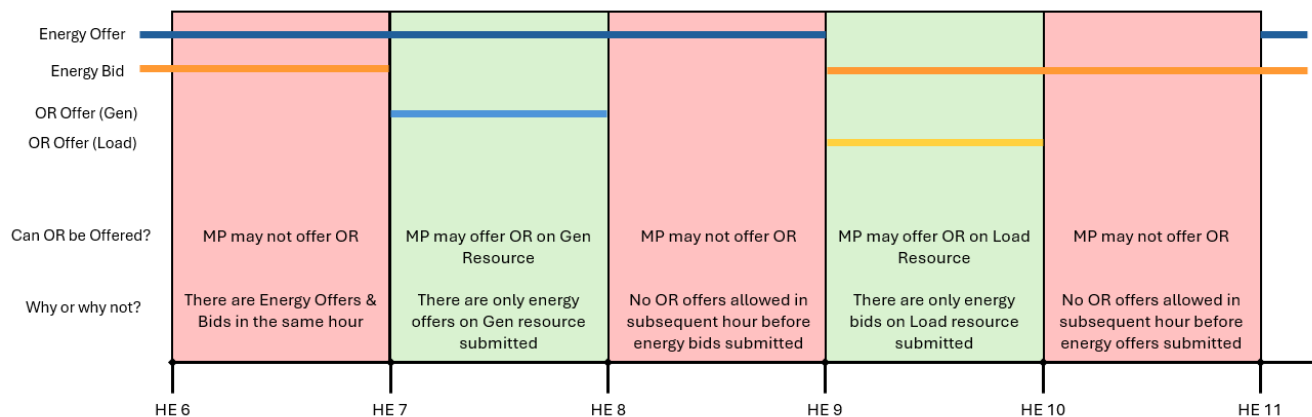 Energy Offer
Energy Bid
OR Offer (Gen)
OR Offer (Load)
Can OR be Offered?
MP may not offer OR
MP may offer OR on Gen
Resource
MP may not offer OR
MP may offer OR on Load
Resource
MP may not offer OR
Why or why not?
There are Energy Offers &
Bids in the same hour
There are only energy
offers on Gen resource
submitted
No OR offers allowed in
subsequent hour before
energy bids submitted
There are only energy
bids on Load resource
submitted
No OR offers allowed in
subsequent hour before
energy offers submitted
HE 6
HE 7
HE 8
HE 9
HE 10
HE 11